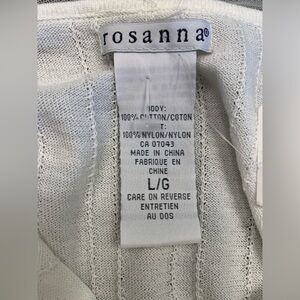 rosanna®
BODY:
100% COTTON/COTON
T:
100% NYLON/NYLON
CA 07043
MADE IN CHINA
FABRIQUE EN
CHINE
L/G
CARE ON REVERSE
ENTRETIEN
AU DOS